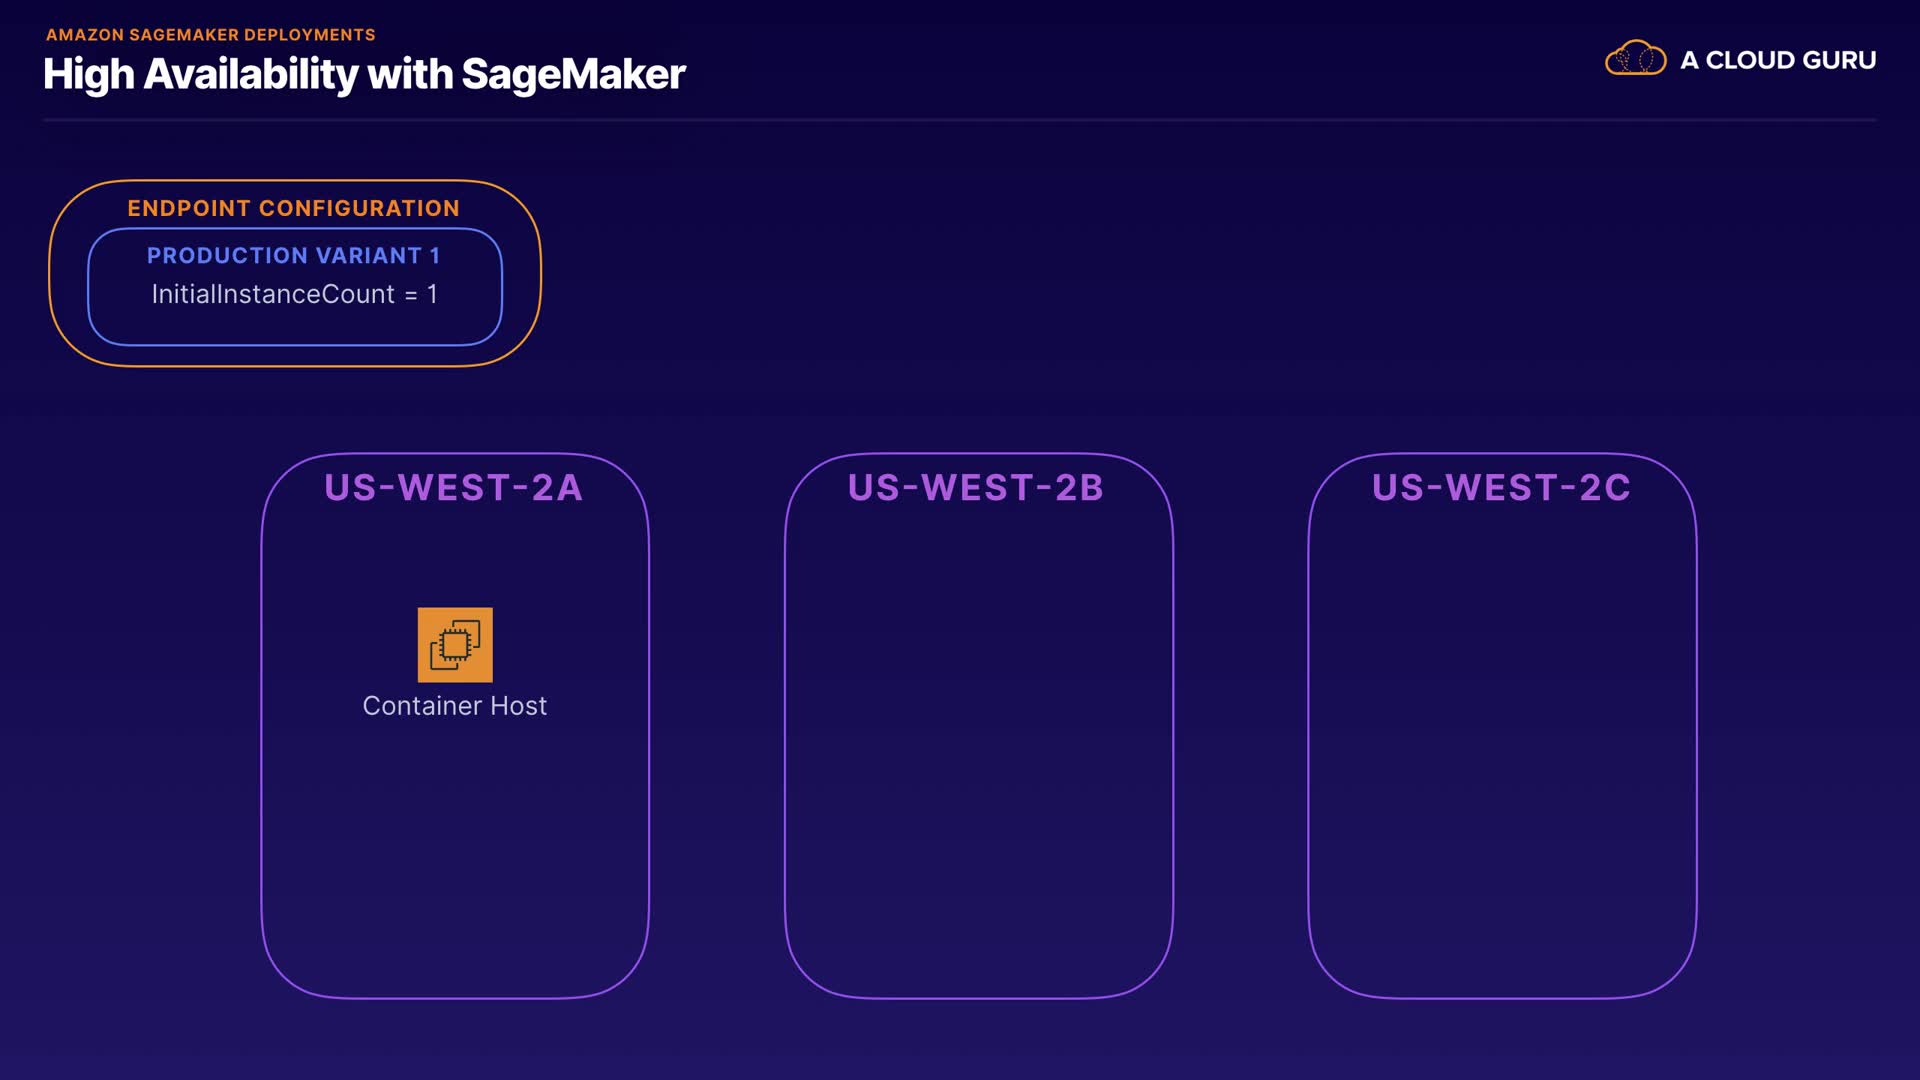 AMAZON SAGEMAKER DEPLOYMENTS
High Availability with SageMaker
A CLOUD GURU
ENDPOINT CONFIGURATION
PRODUCTION VARIANT 1
InitialInstanceCount = 1
US-WEST-2A
US-WEST-2B
US-WEST-2C
Container Host